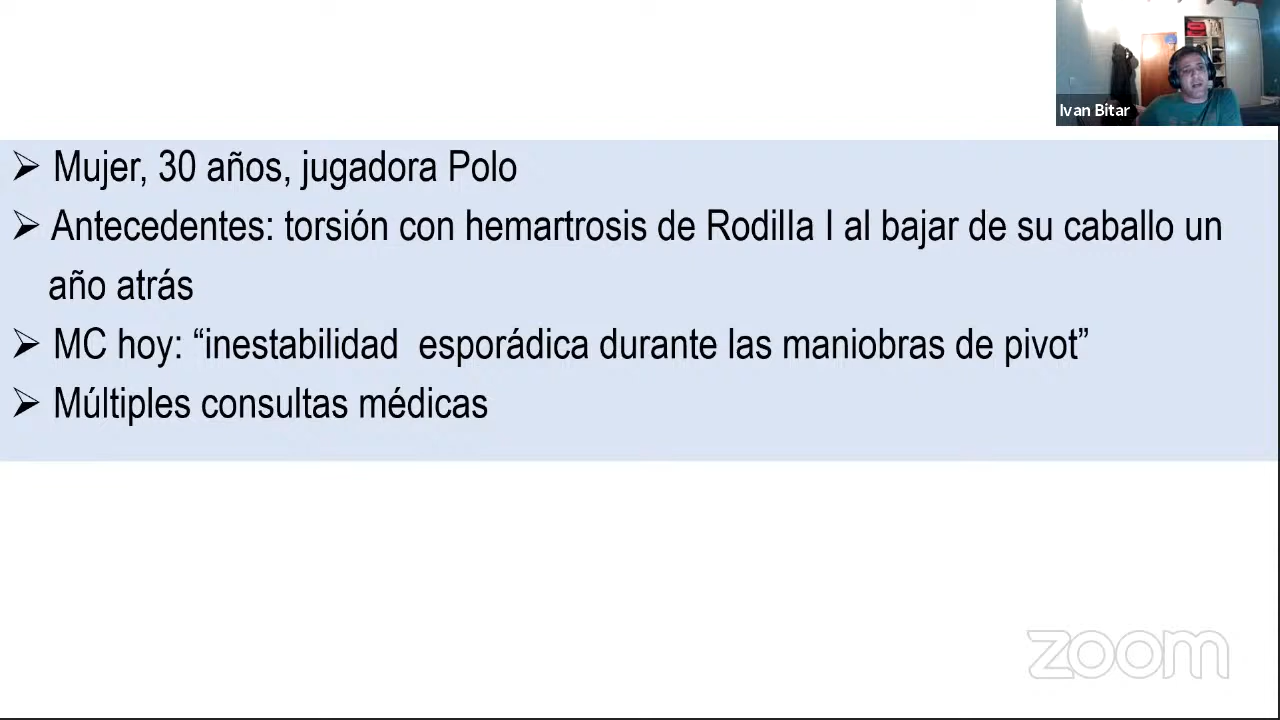 Ivan Bitar
➢ Mujer, 30 años, jugadora Polo
➢ Antecedentes: torsión con hemartrosis de Rodilla I al bajar de su caballo un
año atrás
➢ MC hoy: “inestabilidad  esporádica durante las maniobras de pivot”
➢ Múltiples consultas médicas
zoom